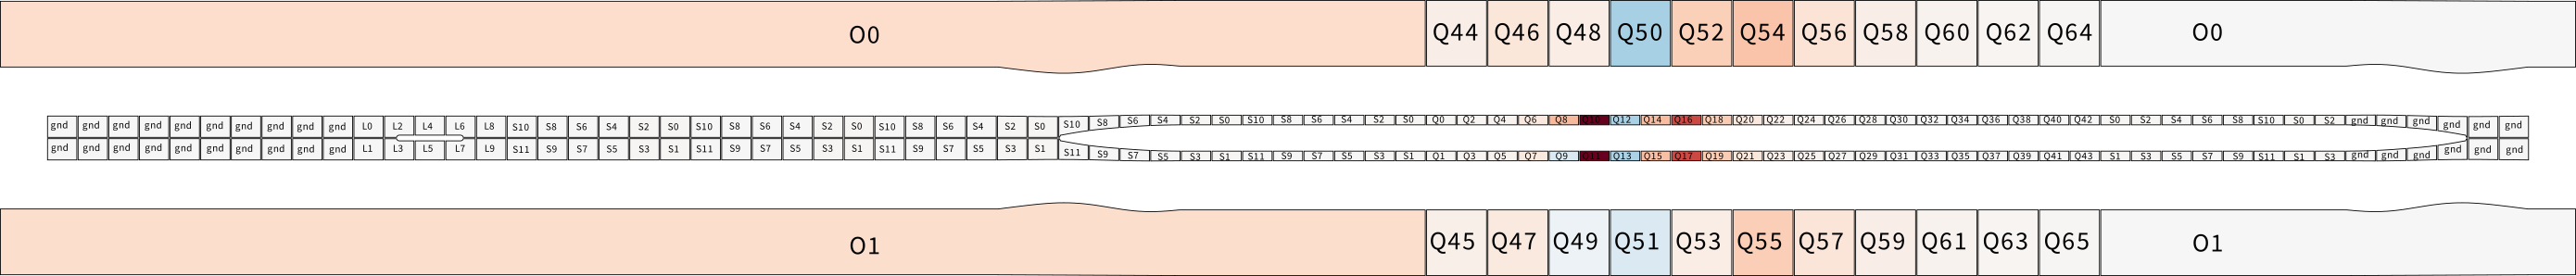 O0 Q44 Q46 Q48 Q50 Q52 Q54 Q56 Q58 Q60 Q62 Q64 O0
gnd gnd gnd gnd gnd gnd gnd gnd gnd gnd L0 L2 L4 L6 L8 S10 S8 S6 S4 S2 S0 S10 S8 S6 S4 S2 S0 S10 S8 S6 S4 S2 S0 S10 S8 S6 S4 S2 S0 S10 S8 S6 S4 S2 S0 Q0 Q2 Q4 Q6 Q8 Q10 Q12 Q14 Q16 Q18 Q20 Q22 Q24 Q26 Q28 Q30 Q32 Q34 Q36 Q38 Q40 Q42 S0 S2 S4 S6 S8 S10 S0 S2 gnd gnd gnd gnd gnd gnd
gnd gnd gnd gnd gnd gnd gnd gnd gnd gnd L1 L3 L5 L7 L9 S11 S9 S7 S5 S3 S1 S11 S9 S7 S5 S3 S1 S11 S9 S7 S5 S3 S1 S11 S9 S7 S5 S3 S1 S11 S9 S7 S5 S3 S1 Q1 Q3 Q5 Q7 Q9 Q11 Q13 Q15 Q17 Q19 Q21 Q23 Q25 Q27 Q29 Q31 Q33 Q35 Q37 Q39 Q41 Q43 S1 S3 S5 S7 S9 S11 S1 S3 gnd gnd gnd gnd gnd gnd
O1 Q45 Q47 Q49 Q51 Q53 Q55 Q57 Q59 Q61 Q63 Q65 O1